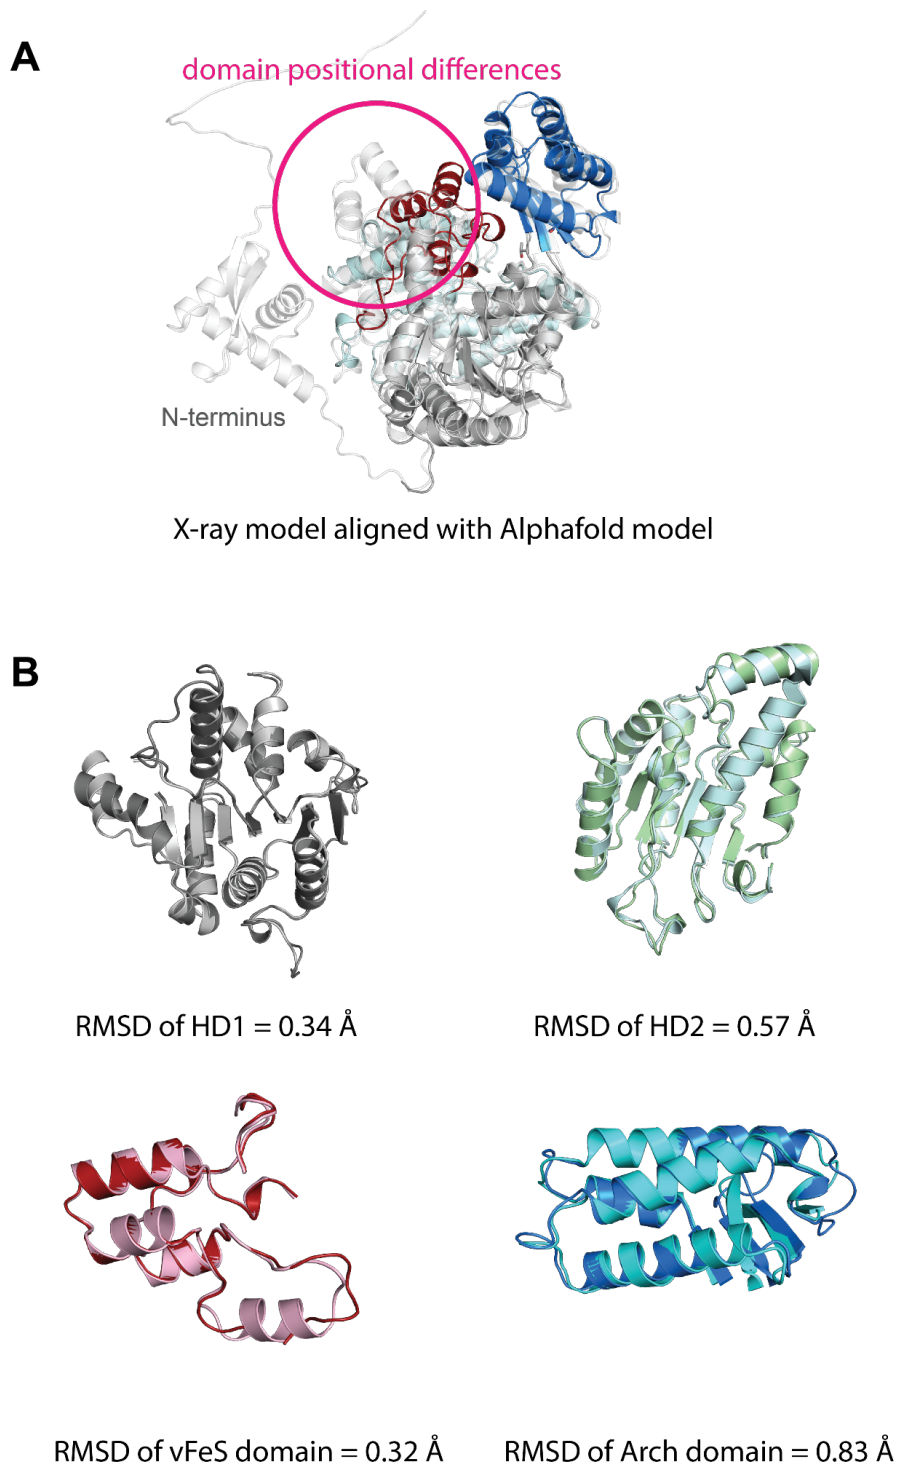 A
domain positional differences
N-terminus
X-ray model aligned with Alphafold model
B
RMSD of HD1 = 0.34 Å
RMSD of HD2 = 0.57 Å
RMSD of vFeS domain = 0.32 Å
RMSD of Arch domain = 0.83 Å